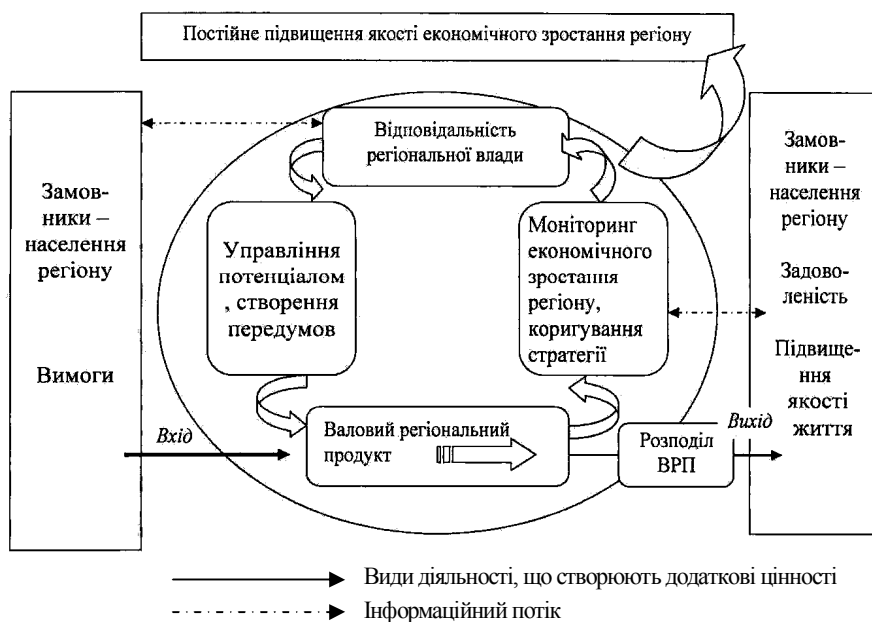 Постійне підвищення якості економічного зростання регіону
Замов-
ники –
населення
регіону
Вимоги
Відповідальність
регіональної влади
Управління
потенціалом
, створення
передумов
Моніторинг
економічного
зростання
регіону,
коригування
стратегії
Валовий регіональний
продукт
Вхід
Розподіл
ВРП
Вихід
Замов-
ники –
населення
регіону
Задово-
леність
Підвище-
ння
якості
життя
Види діяльності, що створюють додаткові цінності
Інформаційний потік